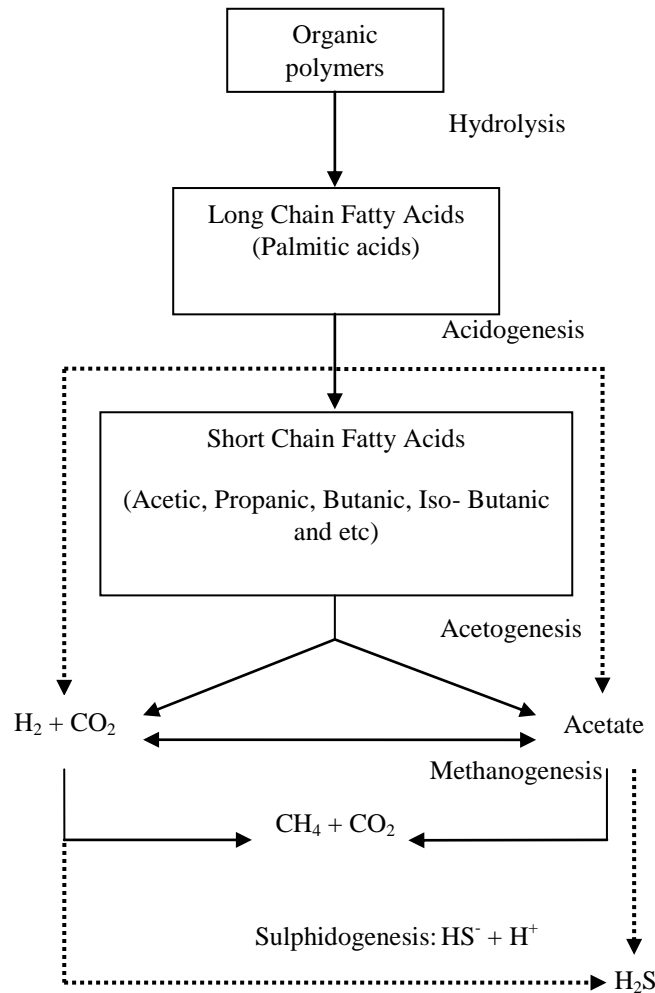 Organic
polymers
Hydrolysis
Long Chain Fatty Acids
(Palmitic acids)
Acidogenesis
Short Chain Fatty Acids
(Acetic, Propanic, Butanic, Iso- Butanic
and etc)
Acetogenesis
H₂ + CO₂
Acetate
Methanogenesis
CH₄ + CO₂
Sulphidogenesis: HS⁻ + H⁺
H₂S